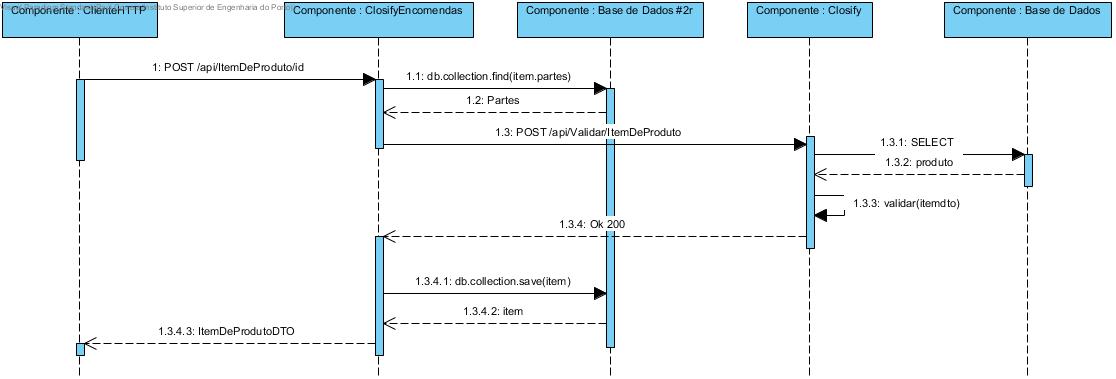 Instituto Superior de Engenharia do Porto
Componente : ClienteHTTP
Componente : ClosifyEncomendas
Componente : Base de Dados #2r
Componente : Closify
Componente : Base de Dados
1: POST /api/ItemDeProduto/id
1.1: db.collection.find(item.partes)
1.2: Partes
1.3: POST /api/Validar/ItemDeProduto
1.3.1: SELECT
1.3.2: produto
1.3.3: validar(itemdto)
1.3.4: Ok 200
1.3.4.1: db.collection.save(item)
1.3.4.2: item
1.3.4.3: ItemDeProdutoDTO